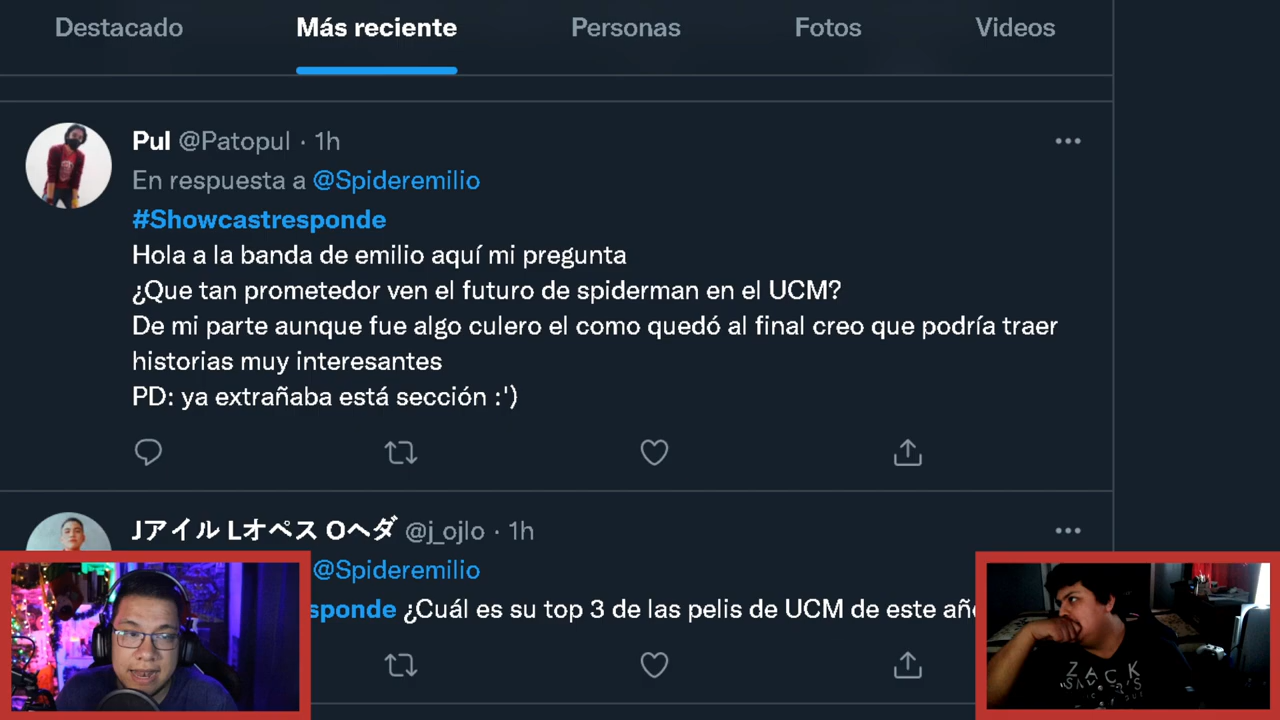 Destacado
Más reciente
Personas
Fotos
Videos
Pul @Patopul · 1h
En respuesta a @Spideremilio
#Showcastresponde
Hola a la banda de emilio aquí mi pregunta
¿Que tan prometedor ven el futuro de spiderman en el UCM?
De mi parte aunque fue algo culero el como quedó al final creo que podría traer
historias muy interesantes
PD: ya extrañaba está sección :')
Jアイル Lオペス Oヘダ @j_ojlo · 1h
@Spideremilio
sponde ¿Cuál es su top 3 de las pelis de UCM de este
ZACK